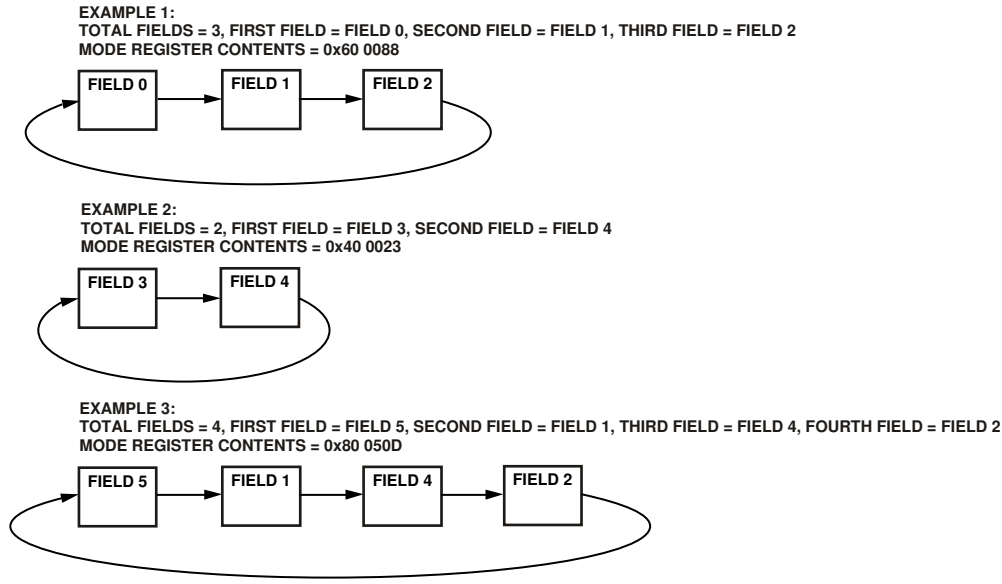 EXAMPLE 1:
TOTAL FIELDS = 3, FIRST FIELD = FIELD 0, SECOND FIELD = FIELD 1, THIRD FIELD = FIELD 2
MODE REGISTER CONTENTS = 0x60 0088
FIELD 0
FIELD 1
FIELD 2
EXAMPLE 2:
TOTAL FIELDS = 2, FIRST FIELD = FIELD 3, SECOND FIELD = FIELD 4
MODE REGISTER CONTENTS = 0x40 0023
FIELD 3
FIELD 4
EXAMPLE 3:
TOTAL FIELDS = 4, FIRST FIELD = FIELD 5, SECOND FIELD = FIELD 1, THIRD FIELD = FIELD 4, FOURTH FIELD = FIELD 2
MODE REGISTER CONTENTS = 0x80 050D
FIELD 5
FIELD 1
FIELD 4
FIELD 2